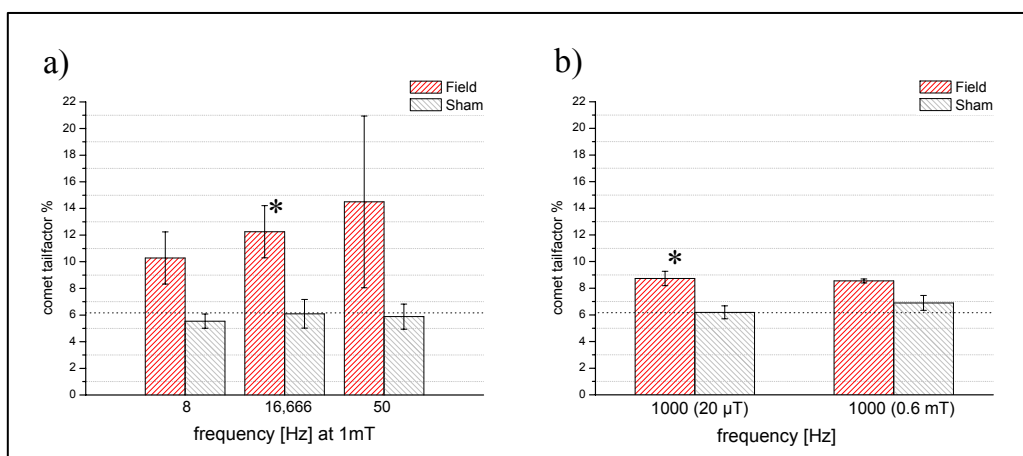 a)
Field
Sham
22
20
18
16
14
12
10
8
6
4
2
0
comet tailfactor %
*
8 16,666 50
frequency [Hz] at 1mT
b)
Field
Sham
22
20
18
16
14
12
10
8
6
4
2
0
comet tailfactor %
*
1000 (20 µT) 1000 (0.6 mT)
frequency [Hz]